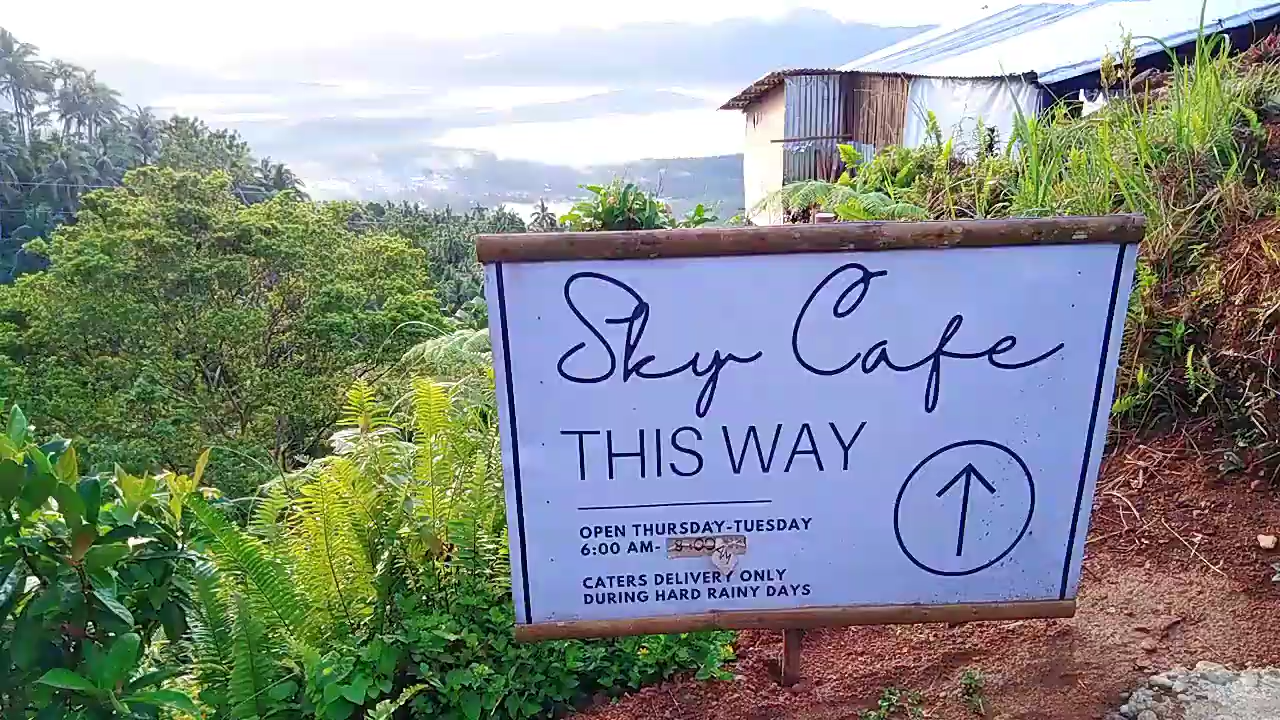 Sky Cafe
THIS WAY
OPEN THURSDAY-TUESDAY
6:00 AM-
CATERS DELIVERY ONLY
DURING HARD RAINY DAYS